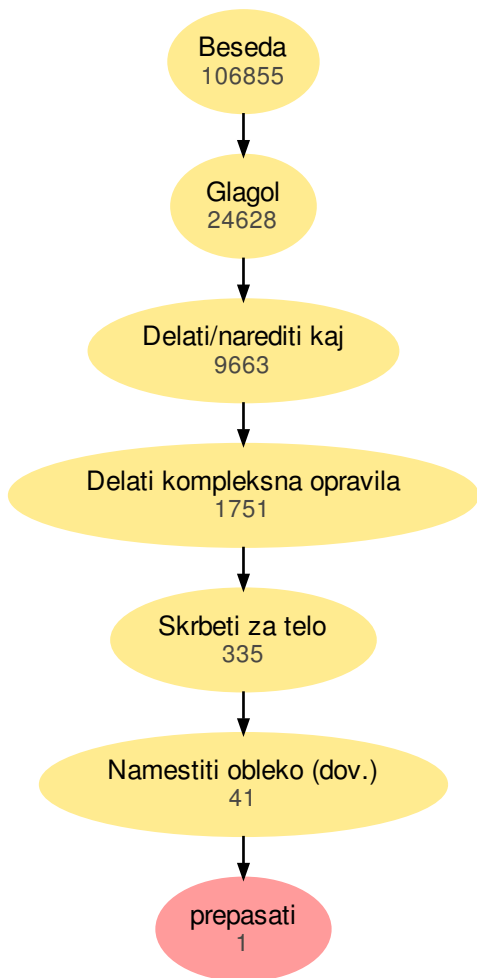 Beseda
106855
Glagol
24628
Delati/narediti kaj
9663
Delati kompleksna opravila
1751
Skrbeti za telo
335
Namestiti obleko (dov.)
41
prepasati
1